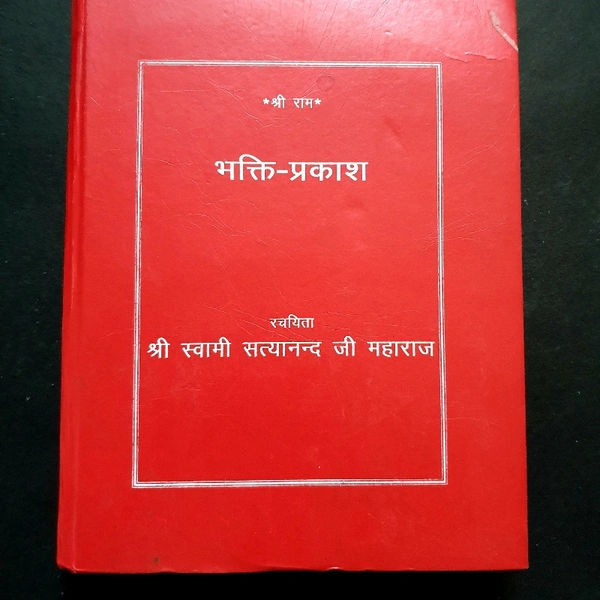 *श्री राम*
भक्ति-प्रकाश
रचयिता
श्री स्वामी सत्यानन्द जी महाराज